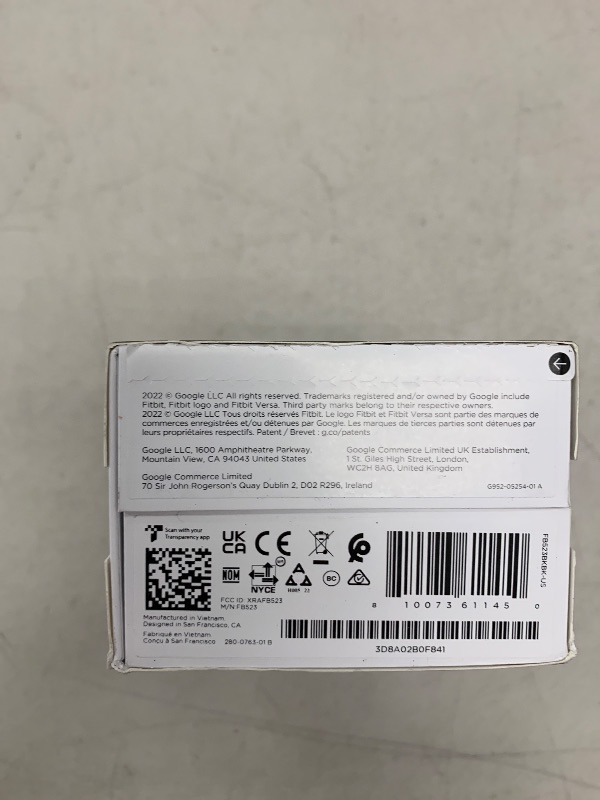 2022 © Google LLC All rights reserved. Trademarks registered and/or owned by Google include
Fitbit, Fitbit logo and Fitbit Versa. Third party marks belong to their respective owners.
2022 © Google LLC Tous droits réservés Fitbit. Le logo Fitbit et Fitbit Versa sont partie des marques de
commerces enregistrées et/ou détenues par Google. Les marques de tierces parties sont détenues par
leurs propriétaires respectifs. Patent / Brevet : g.co/patents
Google LLC, 1600 Amphitheatre Parkway,
Mountain View, CA 94043 United States
Google Commerce Limited
70 Sir John Rogerson's Quay Dublin 2, D02 R296, Ireland
Google Commerce Limited UK Establishment,
1 St. Giles High Street, London,
WC2H 8AG, United Kingdom
G952-05254-01 A
Scan with your
Transparency app
UK
CA
CE
NOM
NYCE
BC
FCC ID XRAFB523
M/N FB523
Manufactured in Vietnam
Designed in San Francisco, CA
Fabriqué en Vietnam
Conçu à San Francisco
280-0763-01 B
FB523BKBK-US
8 10073 61145 0
3D8A02B0F841